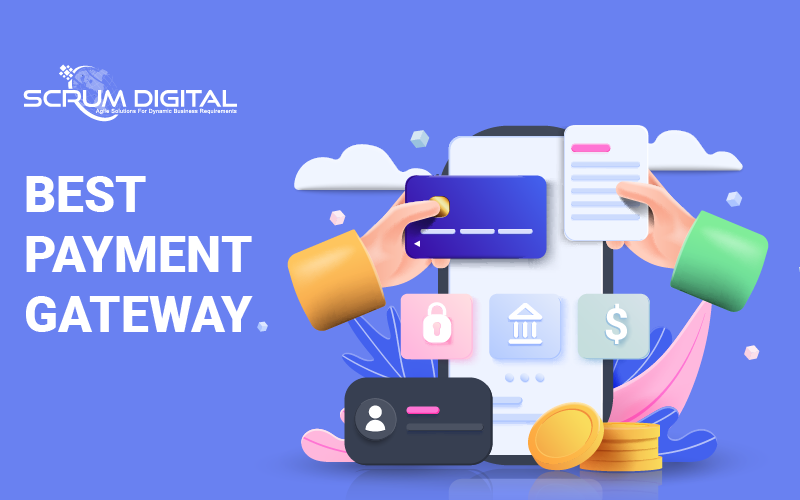 SCRUM DIGITAL
Agile Solutions For Dynamic Business Requirements
BEST
PAYMENT
GATEWAY
$